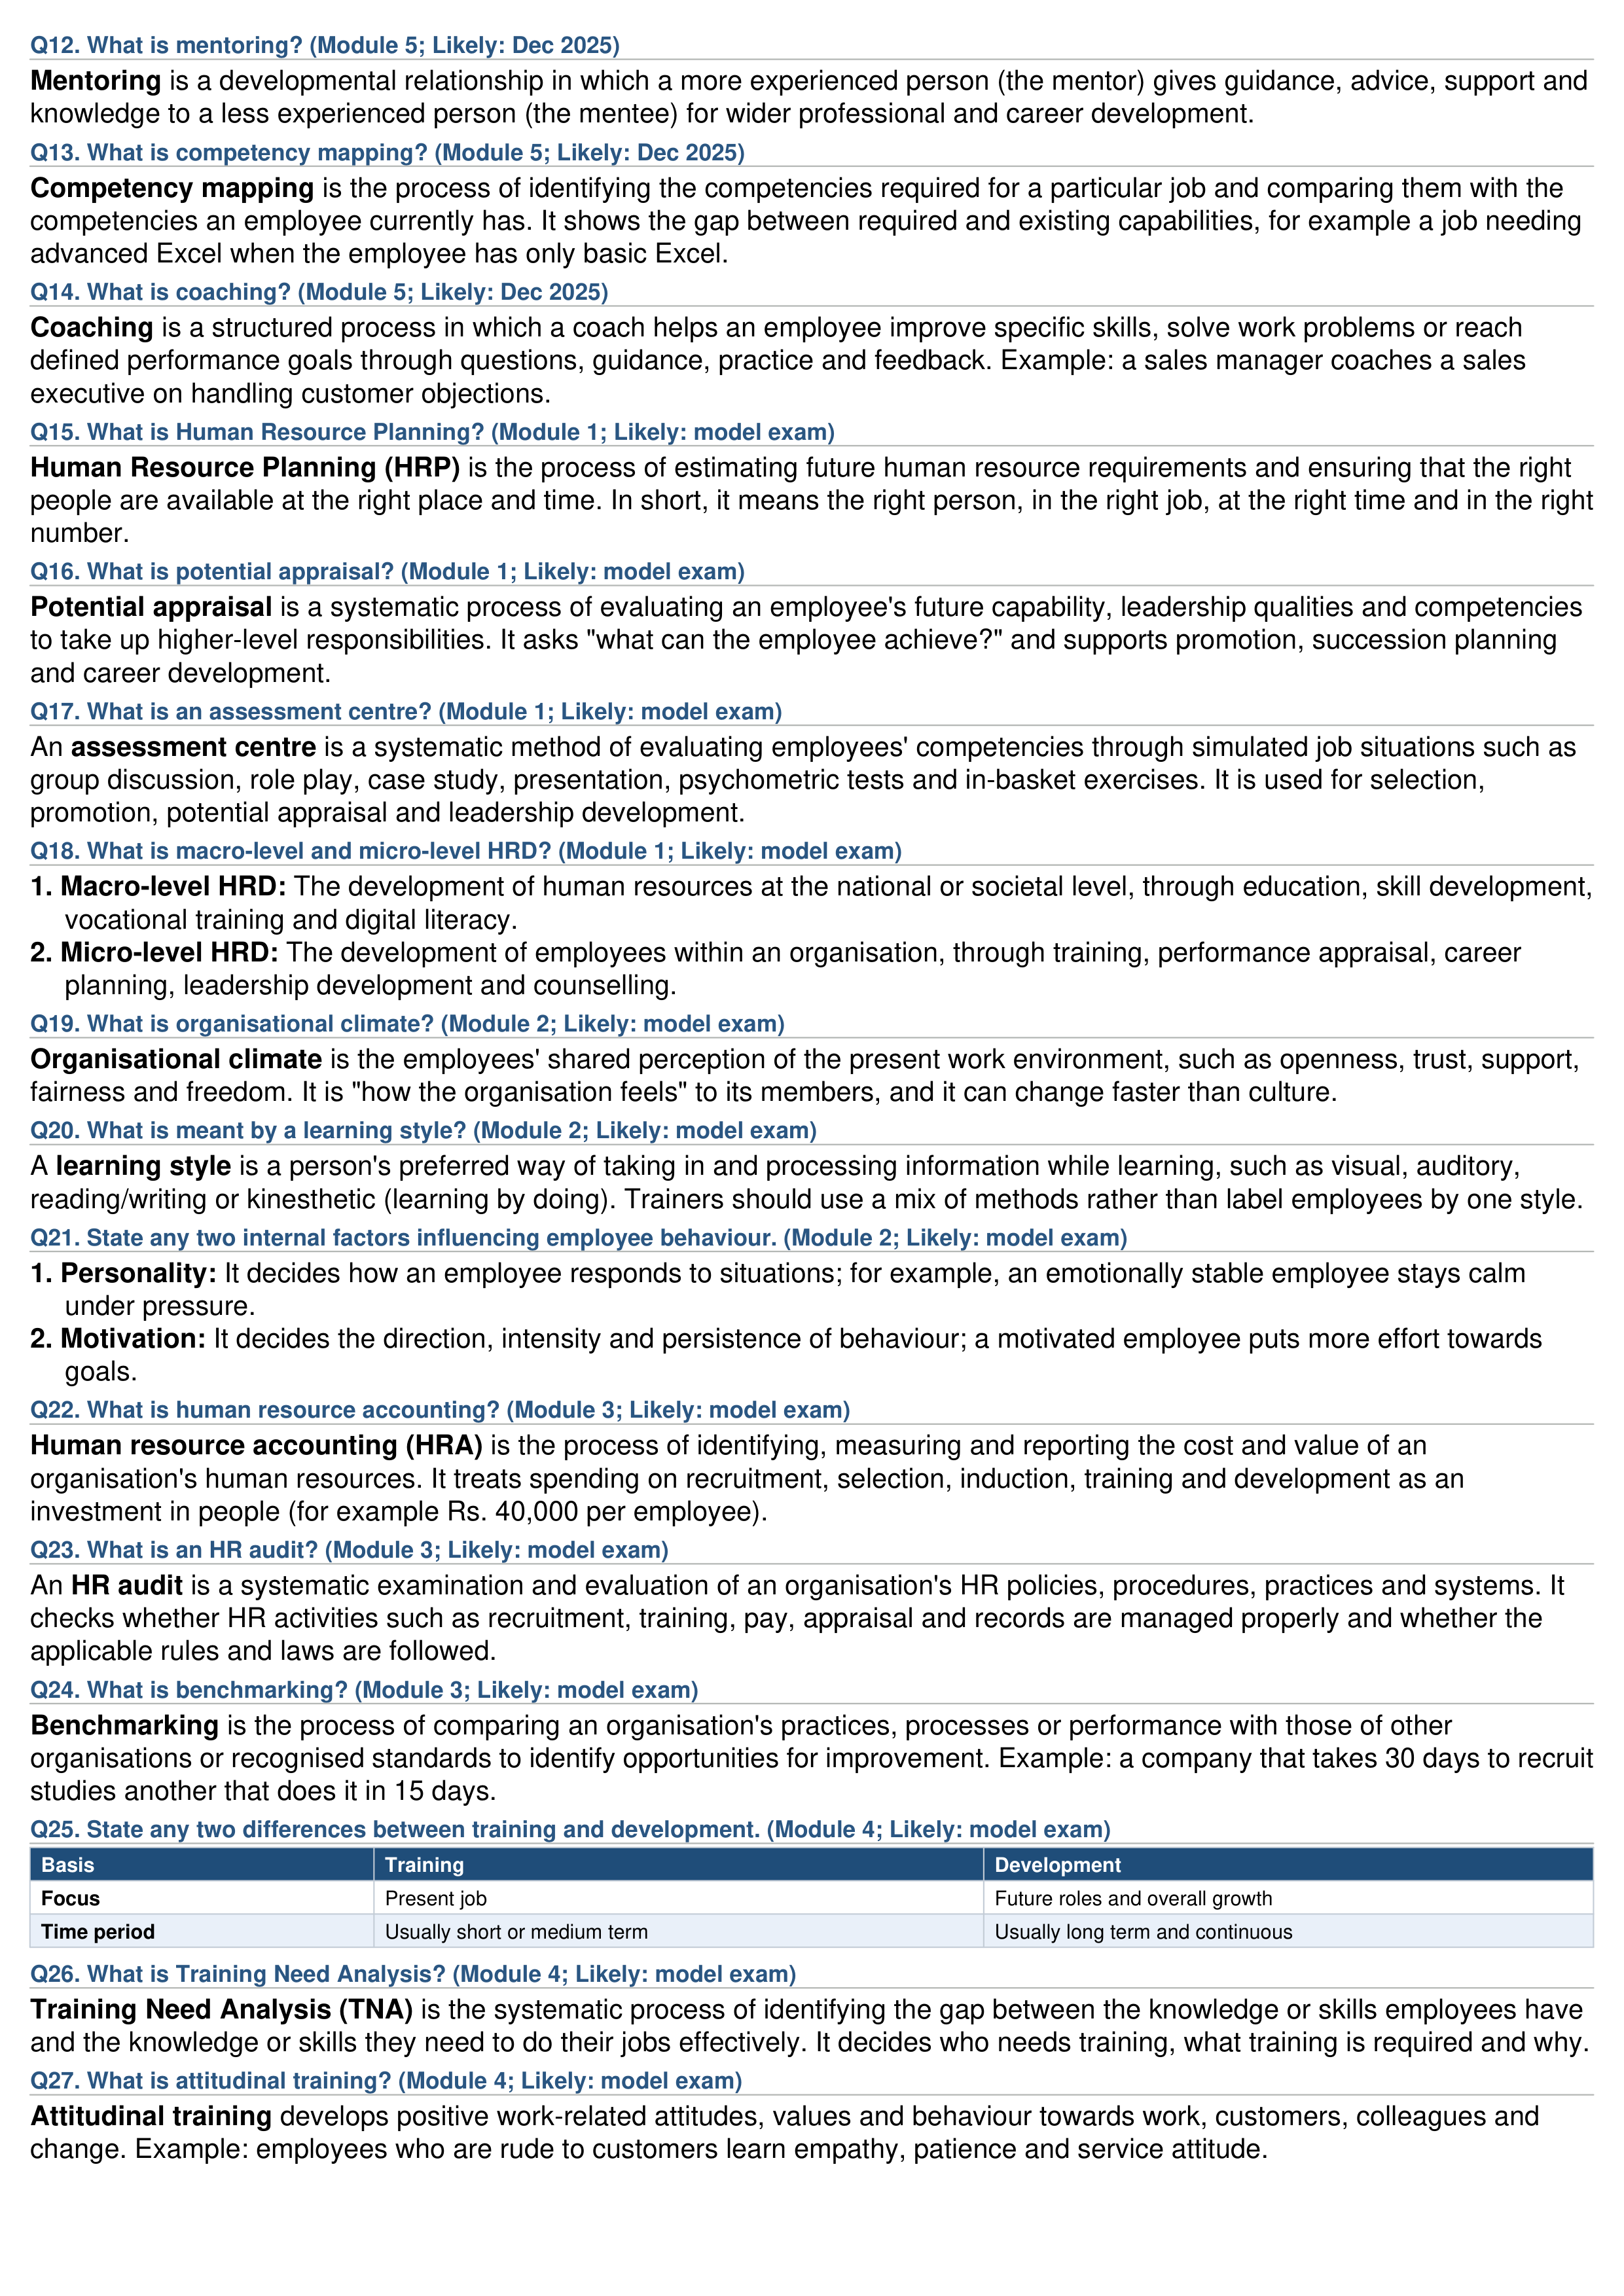 Q12. What is mentoring? (Module 5; Likely: Dec 2025)
Mentoring is a developmental relationship in which a more experienced person (the mentor) gives guidance, advice, support and
knowledge to a less experienced person (the mentee) for wider professional and career development.
Q13. What is competency mapping? (Module 5; Likely: Dec 2025)
Competency mapping is the process of identifying the competencies required for a particular job and comparing them with the
competencies an employee currently has. It shows the gap between required and existing capabilities, for example a job needing
advanced Excel when the employee has only basic Excel.
Q14. What is coaching? (Module 5; Likely: Dec 2025)
Coaching is a structured process in which a coach helps an employee improve specific skills, solve work problems or reach
defined performance goals through questions, guidance, practice and feedback. Example: a sales manager coaches a sales
executive on handling customer objections.
Q15. What is Human Resource Planning? (Module 1; Likely: model exam)
Human Resource Planning (HRP) is the process of estimating future human resource requirements and ensuring that the right
people are available at the right place and time. In short, it means the right person, in the right job, at the right time and in the right
number.
Q16. What is potential appraisal? (Module 1; Likely: model exam)
Potential appraisal is a systematic process of evaluating an employee's future capability, leadership qualities and competencies
to take up higher-level responsibilities. It asks "what can the employee achieve?" and supports promotion, succession planning
and career development.
Q17. What is an assessment centre? (Module 1; Likely: model exam)
An assessment centre is a systematic method of evaluating employees' competencies through simulated job situations such as
group discussion, role play, case study, presentation, psychometric tests and in-basket exercises. It is used for selection,
promotion, potential appraisal and leadership development.
Q18. What is macro-level and micro-level HRD? (Module 1; Likely: model exam)
1. Macro-level HRD: The development of human resources at the national or societal level, through education, skill development,
vocational training and digital literacy.
2. Micro-level HRD: The development of employees within an organisation, through training, performance appraisal, career
planning, leadership development and counselling.
Q19. What is organisational climate? (Module 2; Likely: model exam)
Organisational climate is the employees' shared perception of the present work environment, such as openness, trust, support,
fairness and freedom. It is "how the organisation feels" to its members, and it can change faster than culture.
Q20. What is meant by a learning style? (Module 2; Likely: model exam)
A learning style is a person's preferred way of taking in and processing information while learning, such as visual, auditory,
reading/writing or kinesthetic (learning by doing). Trainers should use a mix of methods rather than label employees by one style.
Q21. State any two internal factors influencing employee behaviour. (Module 2; Likely: model exam)
1. Personality: It decides how an employee responds to situations; for example, an emotionally stable employee stays calm
under pressure.
2. Motivation: It decides the direction, intensity and persistence of behaviour; a motivated employee puts more effort towards
goals.
Q22. What is human resource accounting? (Module 3; Likely: model exam)
Human resource accounting (HRA) is the process of identifying, measuring and reporting the cost and value of an
organisation's human resources. It treats spending on recruitment, selection, induction, training and development as an
investment in people (for example Rs. 40,000 per employee).
Q23. What is an HR audit? (Module 3; Likely: model exam)
An HR audit is a systematic examination and evaluation of an organisation's HR policies, procedures, practices and systems. It
checks whether HR activities such as recruitment, training, pay, appraisal and records are managed properly and whether the
applicable rules and laws are followed.
Q24. What is benchmarking? (Module 3; Likely: model exam)
Benchmarking is the process of comparing an organisation's practices, processes or performance with those of other
organisations or recognised standards to identify opportunities for improvement. Example: a company that takes 30 days to recruit
studies another that does it in 15 days.
Q25. State any two differences between training and development. (Module 4; Likely: model exam)
Basis Training Development
Focus Present job Future roles and overall growth
Time period Usually short or medium term Usually long term and continuous
Q26. What is Training Need Analysis? (Module 4; Likely: model exam)
Training Need Analysis (TNA) is the systematic process of identifying the gap between the knowledge or skills employees have
and the knowledge or skills they need to do their jobs effectively. It decides who needs training, what training is required and why.
Q27. What is attitudinal training? (Module 4; Likely: model exam)
Attitudinal training develops positive work-related attitudes, values and behaviour towards work, customers, colleagues and
change. Example: employees who are rude to customers learn empathy, patience and service attitude.